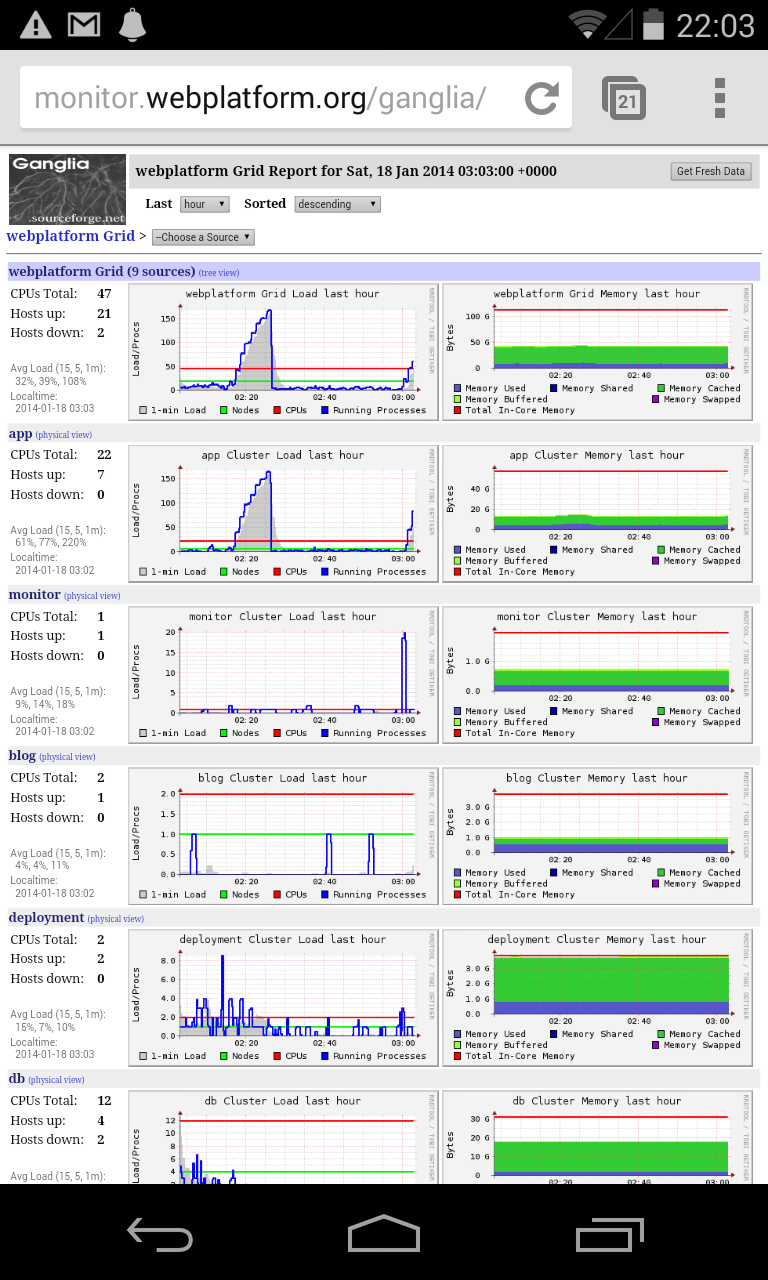 22:03
monitor.webplatform.org/ganglia/
21
Ganglia
.sourceforge.net
webplatform Grid Report for Sat, 18 Jan 2014 03:03:00 +0000
Get Fresh Data
Last hour Sorted descending
webplatform Grid > --Choose a Source
webplatform Grid (9 sources) (tree view)
CPUs Total: 47
Hosts up: 21
Hosts down: 2
Avg Load (15, 5, 1m):
32%, 39%, 108%
Localtime:
2014-01-18 03:03
webplatform Grid Load last hour
RRDTOOL / TOBI OETIKER
Load/Procs
150
100
50
0
02:20 02:40 03:00
1-min Load Nodes CPUs Running Processes
webplatform Grid Memory last hour
RRDTOOL / TOBI OETIKER
Bytes
100 G
50 G
0
02:20 02:40 03:00
Memory Used Memory Shared Memory Cached
Memory Buffered Memory Swapped
Total In-Core Memory
app (physical view)
CPUs Total: 22
Hosts up: 7
Hosts down: 0
Avg Load (15, 5, 1m):
61%, 77%, 220%
Localtime:
2014-01-18 03:02
app Cluster Load last hour
RRDTOOL / TOBI OETIKER
Load/Procs
150
100
50
0
02:20 02:40 03:00
1-min Load Nodes CPUs Running Processes
app Cluster Memory last hour
RRDTOOL / TOBI OETIKER
Bytes
40 G
20 G
0
02:20 02:40 03:00
Memory Used Memory Shared Memory Cached
Memory Buffered Memory Swapped
Total In-Core Memory
monitor (physical view)
CPUs Total: 1
Hosts up: 1
Hosts down: 0
Avg Load (15, 5, 1m):
9%, 14%, 18%
Localtime:
2014-01-18 03:02
monitor Cluster Load last hour
RRDTOOL / TOBI OETIKER
Load/Procs
20
15
10
5
0
02:20 02:40 03:00
1-min Load Nodes CPUs Running Processes
monitor Cluster Memory last hour
RRDTOOL / TOBI OETIKER
Bytes
1.0 G
0.0
02:20 02:40 03:00
Memory Used Memory Shared Memory Cached
Memory Buffered Memory Swapped
Total In-Core Memory
blog (physical view)
CPUs Total: 2
Hosts up: 1
Hosts down: 0
Avg Load (15, 5, 1m):
4%, 4%, 11%
Localtime:
2014-01-18 03:02
blog Cluster Load last hour
RRDTOOL / TOBI OETIKER
Load/Procs
2.0
1.5
1.0
0.5
0.0
02:20 02:40 03:00
1-min Load Nodes CPUs Running Processes
blog Cluster Memory last hour
RRDTOOL / TOBI OETIKER
Bytes
3.0 G
2.0 G
1.0 G
0.0
02:20 02:40 03:00
Memory Used Memory Shared Memory Cached
Memory Buffered Memory Swapped
Total In-Core Memory
deployment (physical view)
CPUs Total: 2
Hosts up: 2
Hosts down: 0
Avg Load (15, 5, 1m):
15%, 7%, 10%
Localtime:
2014-01-18 03:03
deployment Cluster Load last hour
RRDTOOL / TOBI OETIKER
Load/Procs
8.0
6.0
4.0
2.0
0.0
02:20 02:40 03:00
1-min Load Nodes CPUs Running Processes
deployment Cluster Memory last hour
RRDTOOL / TOBI OETIKER
Bytes
3.0 G
2.0 G
1.0 G
0.0
02:20 02:40 03:00
Memory Used Memory Shared Memory Cached
Memory Buffered Memory Swapped
Total In-Core Memory
db (physical view)
CPUs Total: 12
Hosts up: 4
Hosts down: 2
Avg Load (15, 5, 1m):
db Cluster Load last hour
RRDTOOL / TOBI OETIKER
Load/Procs
12
10
8
6
4
db Cluster Memory last hour
RRDTOOL / TOBI OETIKER
Bytes
30 G
20 G
10 G
0
02:20 02:40 03:00